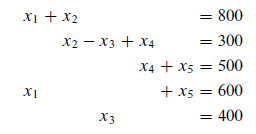 x₁ + x₂ = 800
x₂ − x₃ + x₄ = 300
x₄ + x₅ = 500
x₁ + x₅ = 600
x₃ = 400